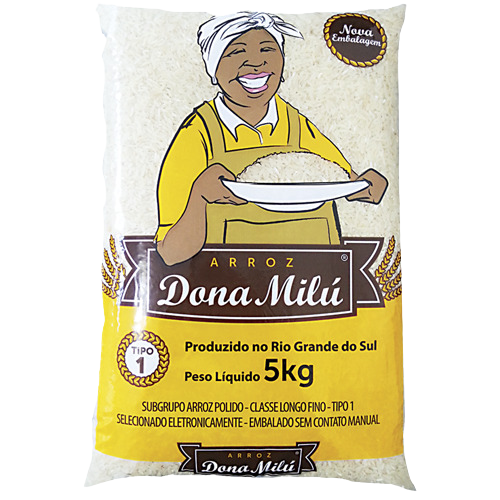 Nova
Embalagem
ARROZ
Dona Milú
®
TIPO
1
Produzido no Rio Grande do Sul
Peso Líquido 5kg
SUBGRUPO ARROZ POLIDO - CLASSE LONGO FINO - TIPO 1
SELECIONADO ELETRONICAMENTE - EMBALADO SEM CONTATO MANUAL
ARROZ
Dona Milú